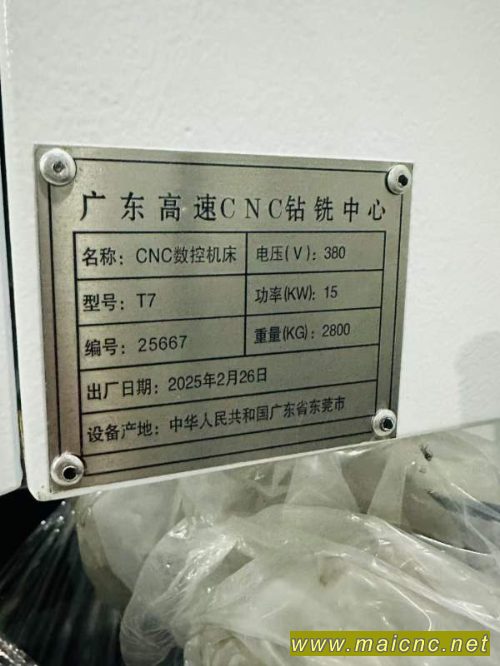 广东高速CNC钻铣中心
名称: CNC数控机床 电压(V): 380
型号: T7 功率(KW): 15
编号: 25667 重量(KG): 2800
出厂日期: 2025年2月26日
设备产地: 中华人民共和国广东省东莞市
www.maicnc.net